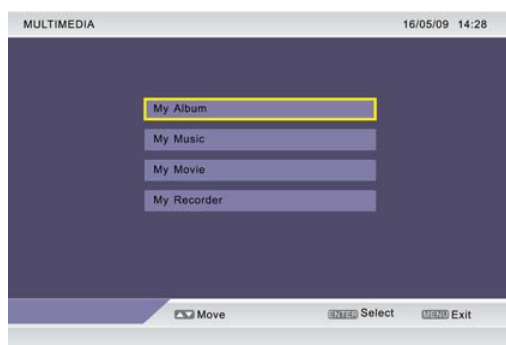 MULTIMEDIA 16/05/09 14:28
My Album
My Music
My Movie
My Recorder
Move ENTER Select MENU Exit